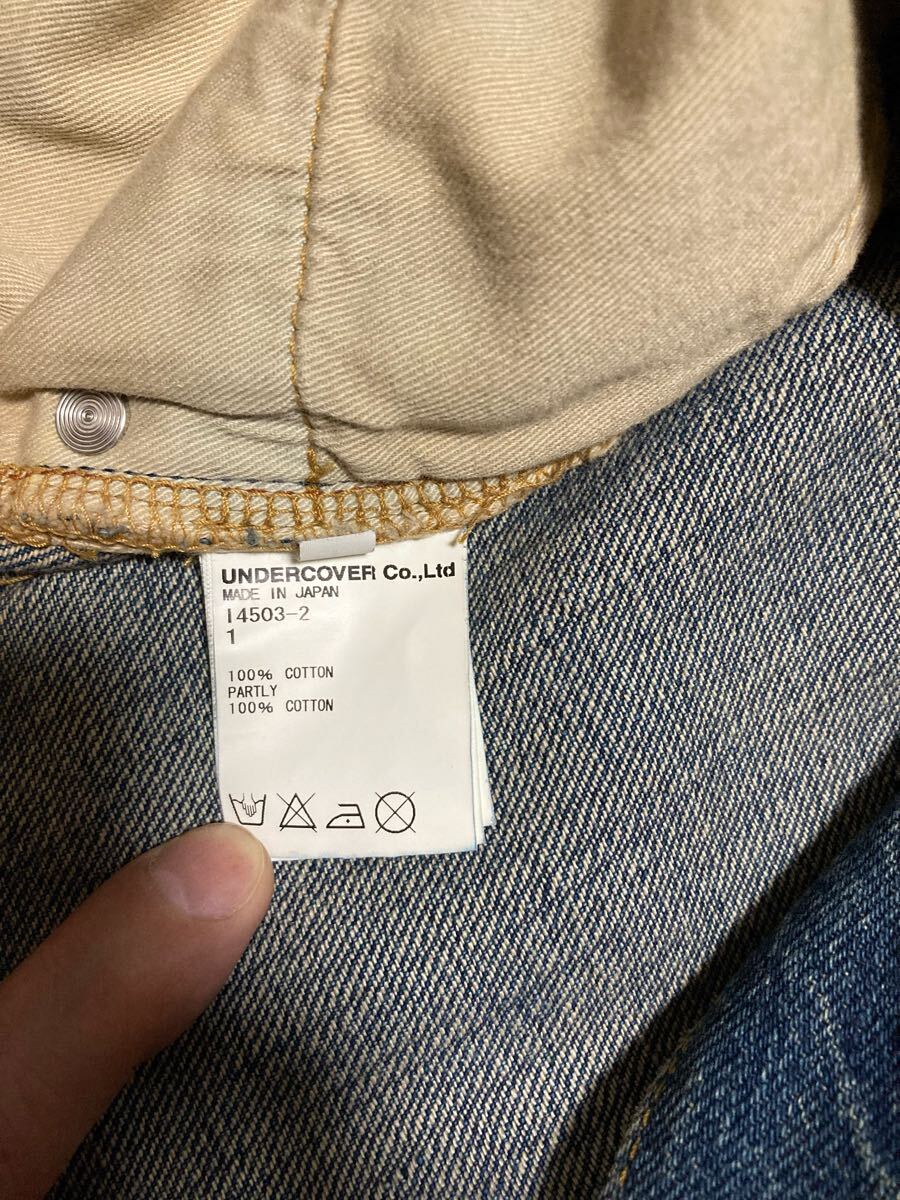 UNDERCOVER Co.,Ltd
MADE IN JAPAN
I4503-2
1
100% COTTON
PARTLY
100% COTTON